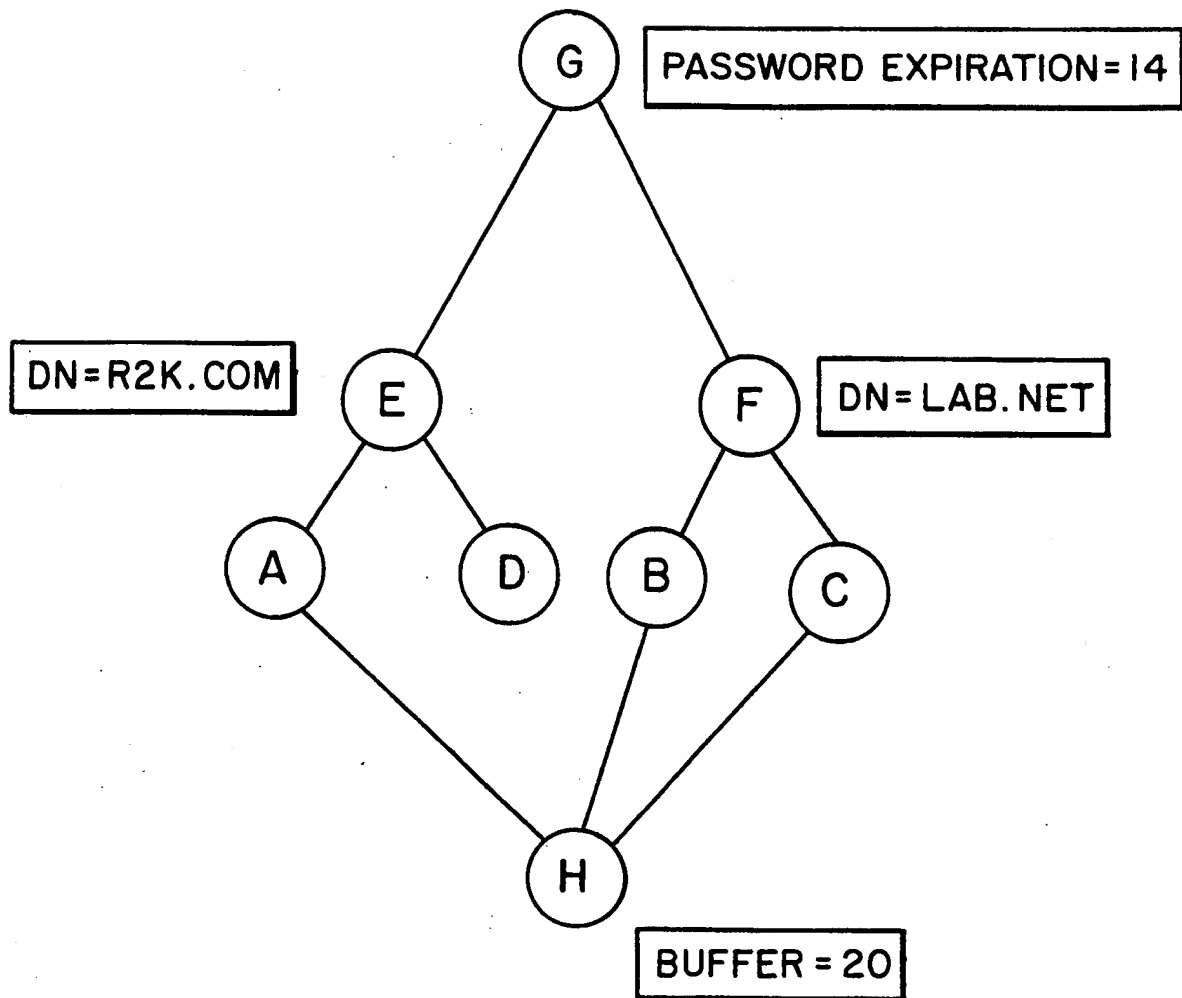 G
PASSWORD EXPIRATION=14
DN=R2K.COM
E
F
DN=LAB.NET
A
D
B
C
H
BUFFER=20